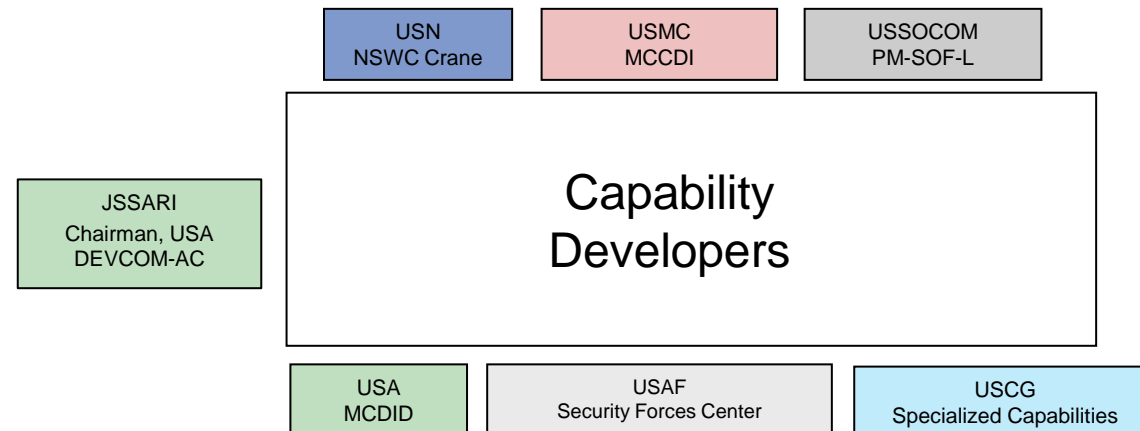 USN
NSWC Crane
USMC
MCCDI
USSOCOM
PM-SOF-L
JSSARI
Chairman, USA
DEVCOM-AC
Capability
Developers
USA
MCDID
USAF
Security Forces Center
USCG
Specialized Capabilities